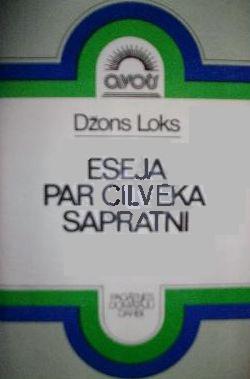 avots
Džons Loks
ESEJA
PAR CILVĒKA
SAPRATNI